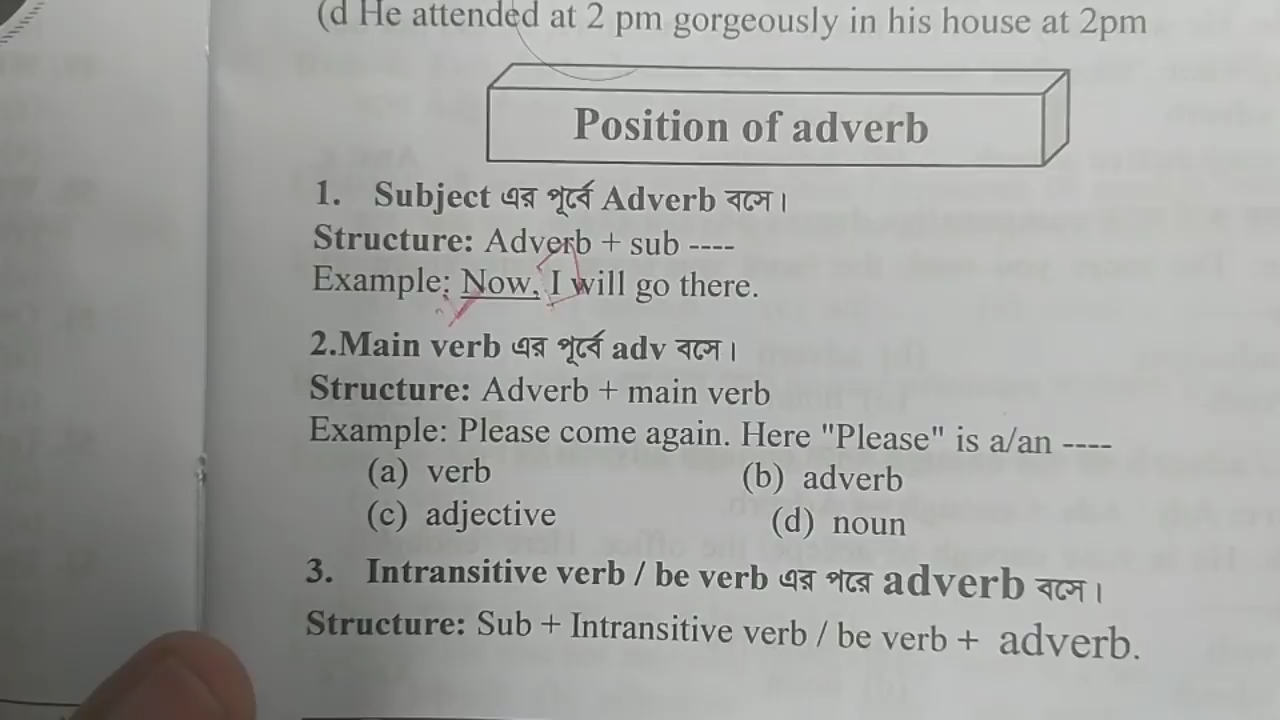 (d He attended at 2 pm gorgeously in his house at 2pm
Position of adverb
1. Subject এর পূর্বে Adverb বসে।
Structure: Adverb + sub ----
Example: Now, I will go there.
2.Main verb এর পূর্বে adv বসে।
Structure: Adverb + main verb
Example: Please come again. Here "Please" is a/an ----
(a) verb (b) adverb
(c) adjective (d) noun
3. Intransitive verb / be verb এর পরে adverb বসে।
Structure: Sub + Intransitive verb / be verb + adverb.